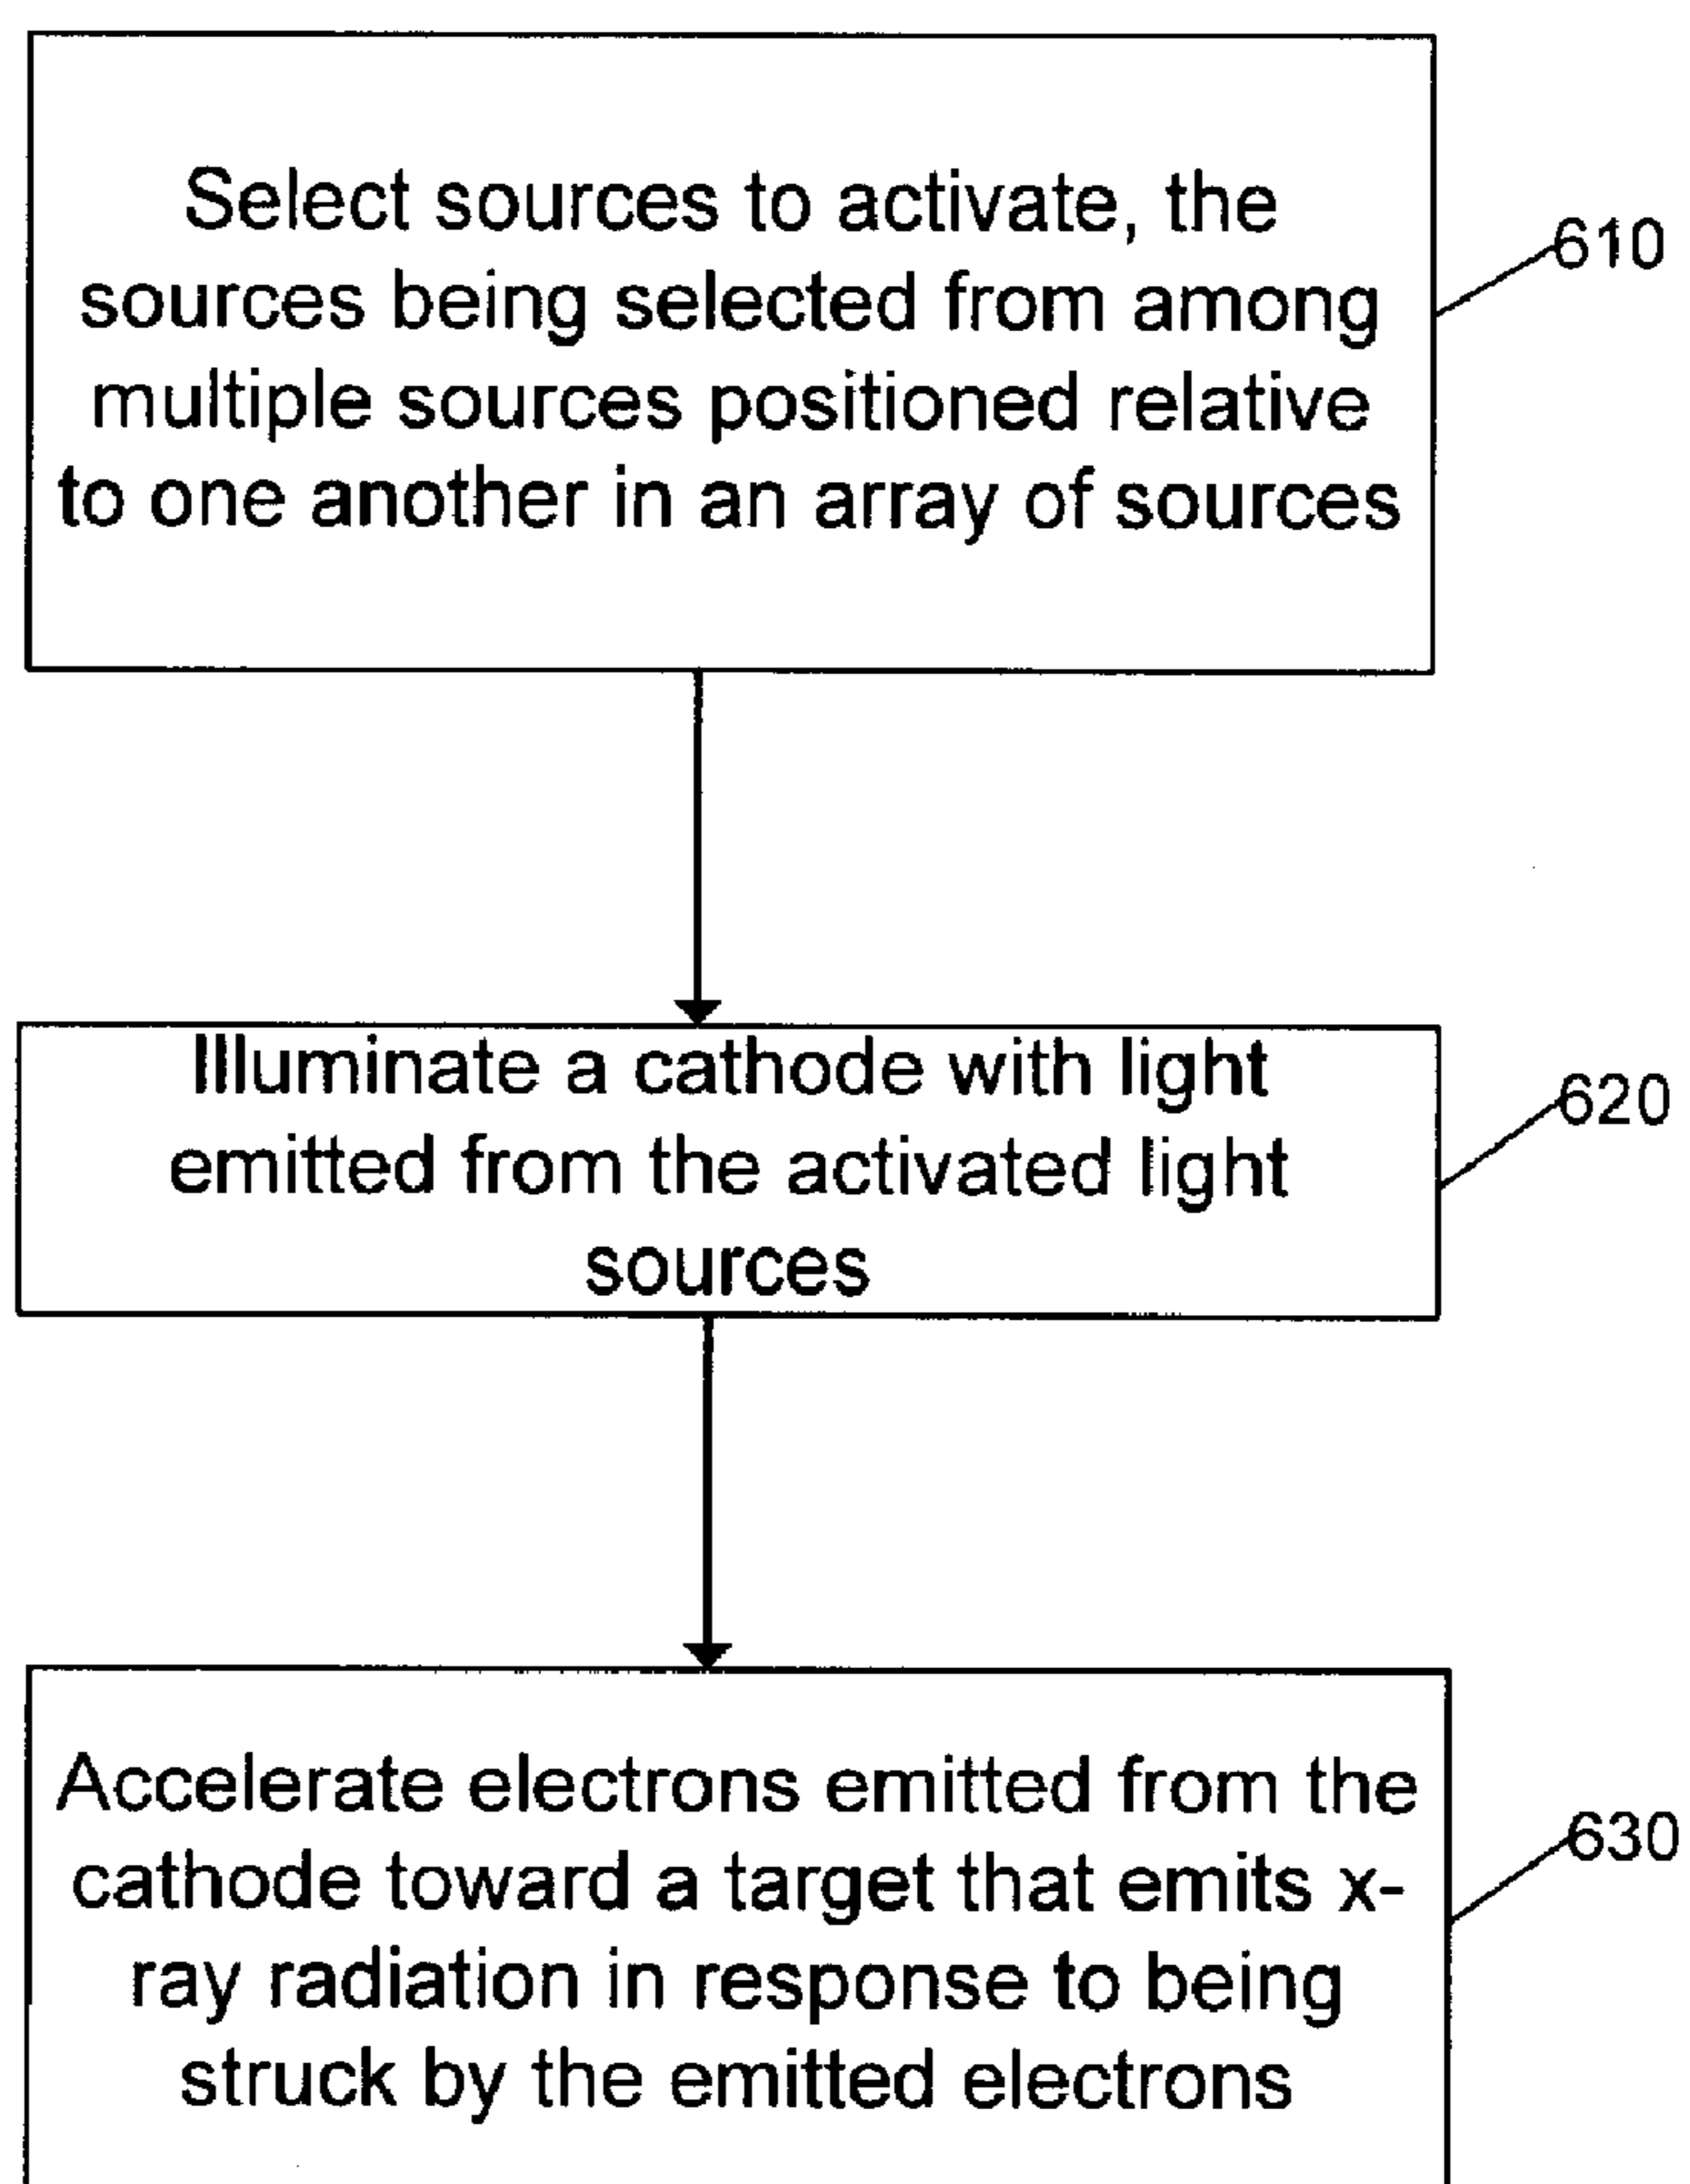 Select sources to activate, the
sources being selected from among
multiple sources positioned relative
to one another in an array of sources
610
Illuminate a cathode with light
emitted from the activated light
sources
620
Accelerate electrons emitted from the
cathode toward a target that emits x-
ray radiation in response to being
struck by the emitted electrons
630